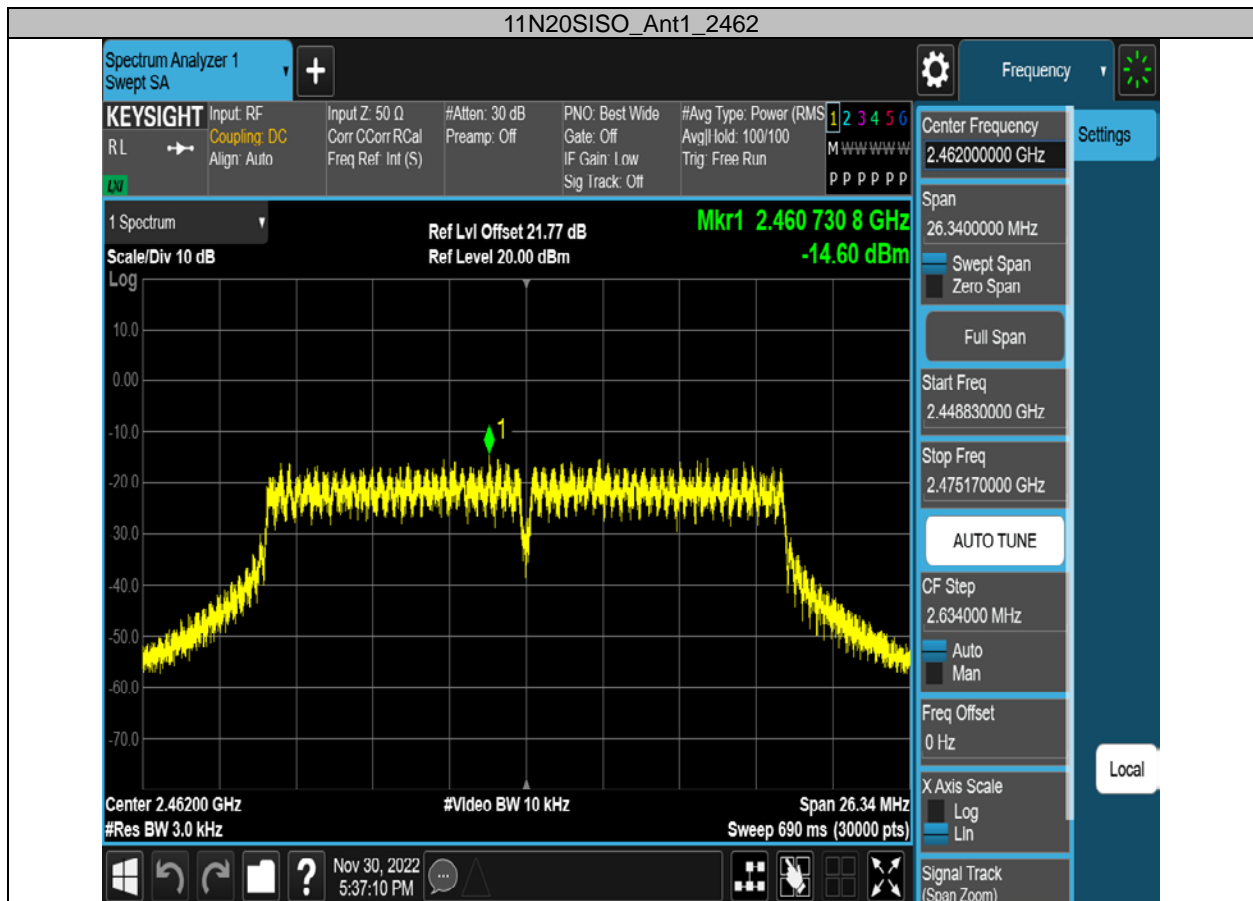 11N20SISO_Ant1_2462
Spectrum Analyzer 1
Swept SA
Frequency
KEYSIGHT
RL
LXI
Input: RF
Coupling: DC
Align: Auto
Input Z: 50 Ω
Corr CCorr RCal
Freq Ref: Int (S)
#Atten: 30 dB
Preamp: Off
PNO: Best Wide
Gate: Off
IF Gain: Low
Sig Track: Off
#Avg Type: Power (RMS
Avg|Hold: 100/100
Trig: Free Run
1 2 3 4 5 6
M W W W W W
P P P P P P
1 Spectrum
Scale/Div 10 dB
Log
Ref Lvl Offset 21.77 dB
Ref Level 20.00 dBm
Mkr1 2.460 730 8 GHz
-14.60 dBm
10.0
0.00
-10.0
-20.0
-30.0
-40.0
-50.0
-60.0
-70.0
1
Center 2.46200 GHz
#Res BW 3.0 kHz
#Video BW 10 kHz
Span 26.34 MHz
Sweep 690 ms (30000 pts)
Nov 30, 2022
5:37:10 PM
?
Center Frequency
2.462000000 GHz
Settings
Span
26.3400000 MHz
Swept Span
Zero Span
Full Span
Start Freq
2.448830000 GHz
Stop Freq
2.475170000 GHz
AUTO TUNE
CF Step
2.634000 MHz
Auto
Man
Freq Offset
0 Hz
X Axis Scale
Log
Lin
Local
Signal Track
(Span Zoom)